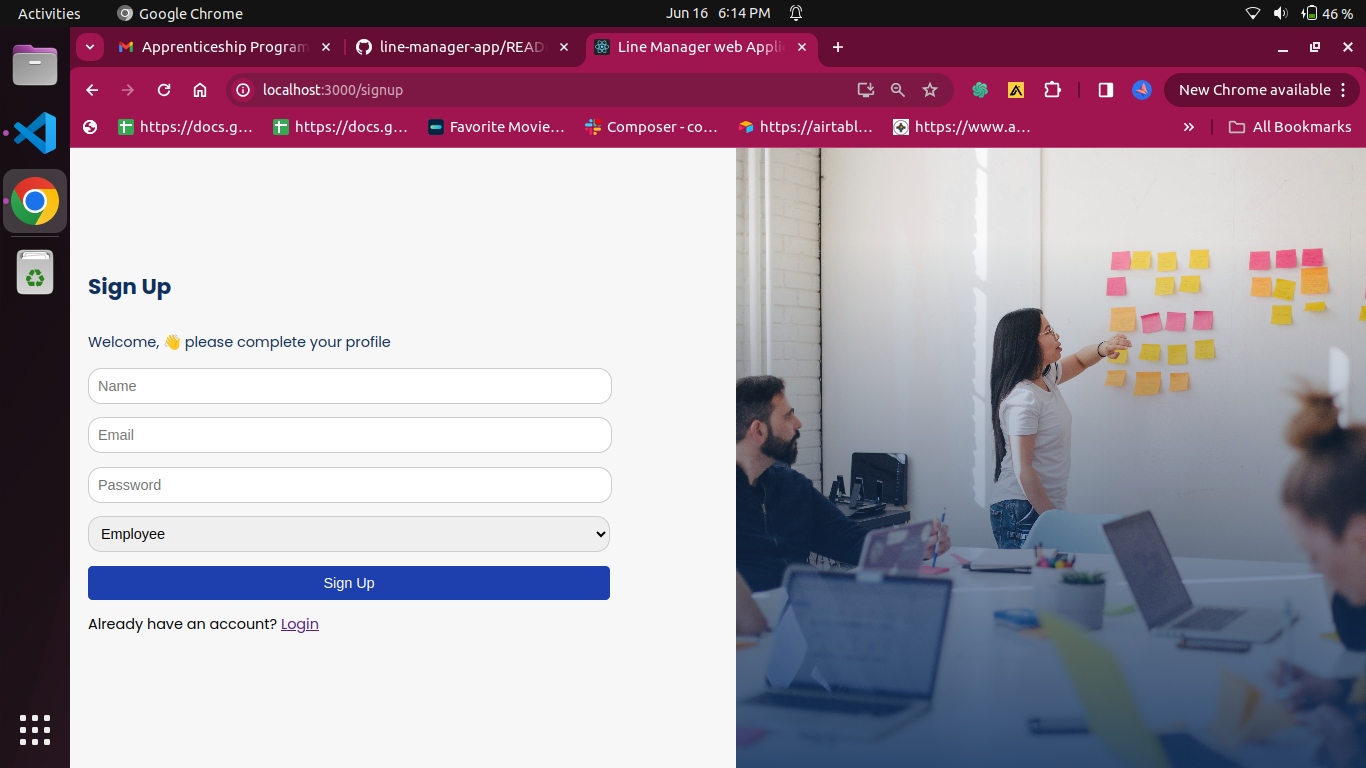 Activities
Google Chrome
Jun 16 6:14 PM
46 %
Apprenticeship Program
line-manager-app/READ
Line Manager web Appli
localhost:3000/signup
New Chrome available
https://docs.g...
https://docs.g...
Favorite Movie...
Composer - co...
https://airtabl...
https://www.a...
All Bookmarks
Sign Up
Welcome, 👋 please complete your profile
Name
Email
Password
Employee
Sign Up
Already have an account? Login